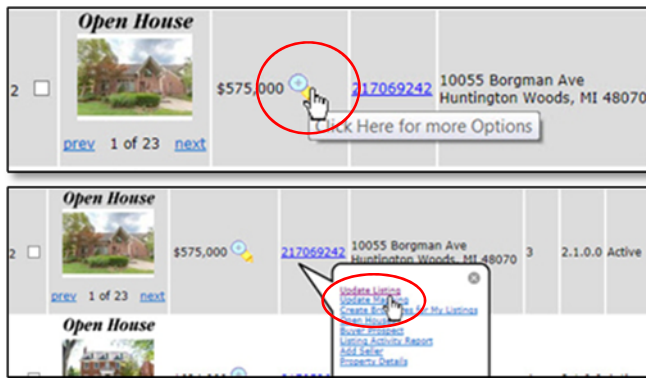 Open House
2 $575,000 217069242 10055 Borgman Ave
Huntington Woods, MI 48070
Click Here for more Options
prev 1 of 23 next
Open House
2 $575,000 217069242 10055 Borgman Ave 3 2.1.0.0 Active
Huntington Woods, MI 48070
prev 1 of 23 next
Update Listing
Update
Create for My Listings
Open House
Buyer Prospect
Listing Activity Report
Add Seller
Property Details
Open House